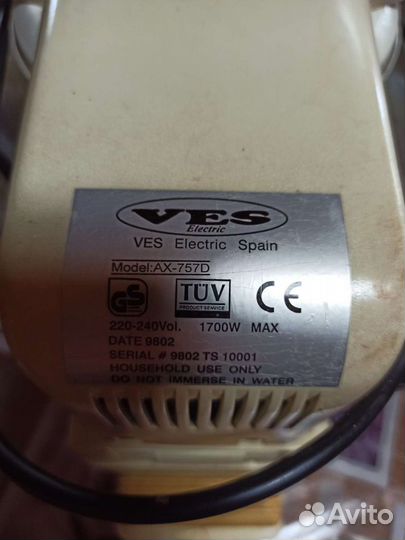 VES
Electric
VES Electric Spain
Model:AX-757D
GS
TÜV
PRODUCT SERVICE
CE
220-240Vol. 1700W MAX
DATE 9802
SERIAL # 9802 TS 10001
HOUSEHOLD USE ONLY
DO NOT IMMERSE IN WATER
Avito